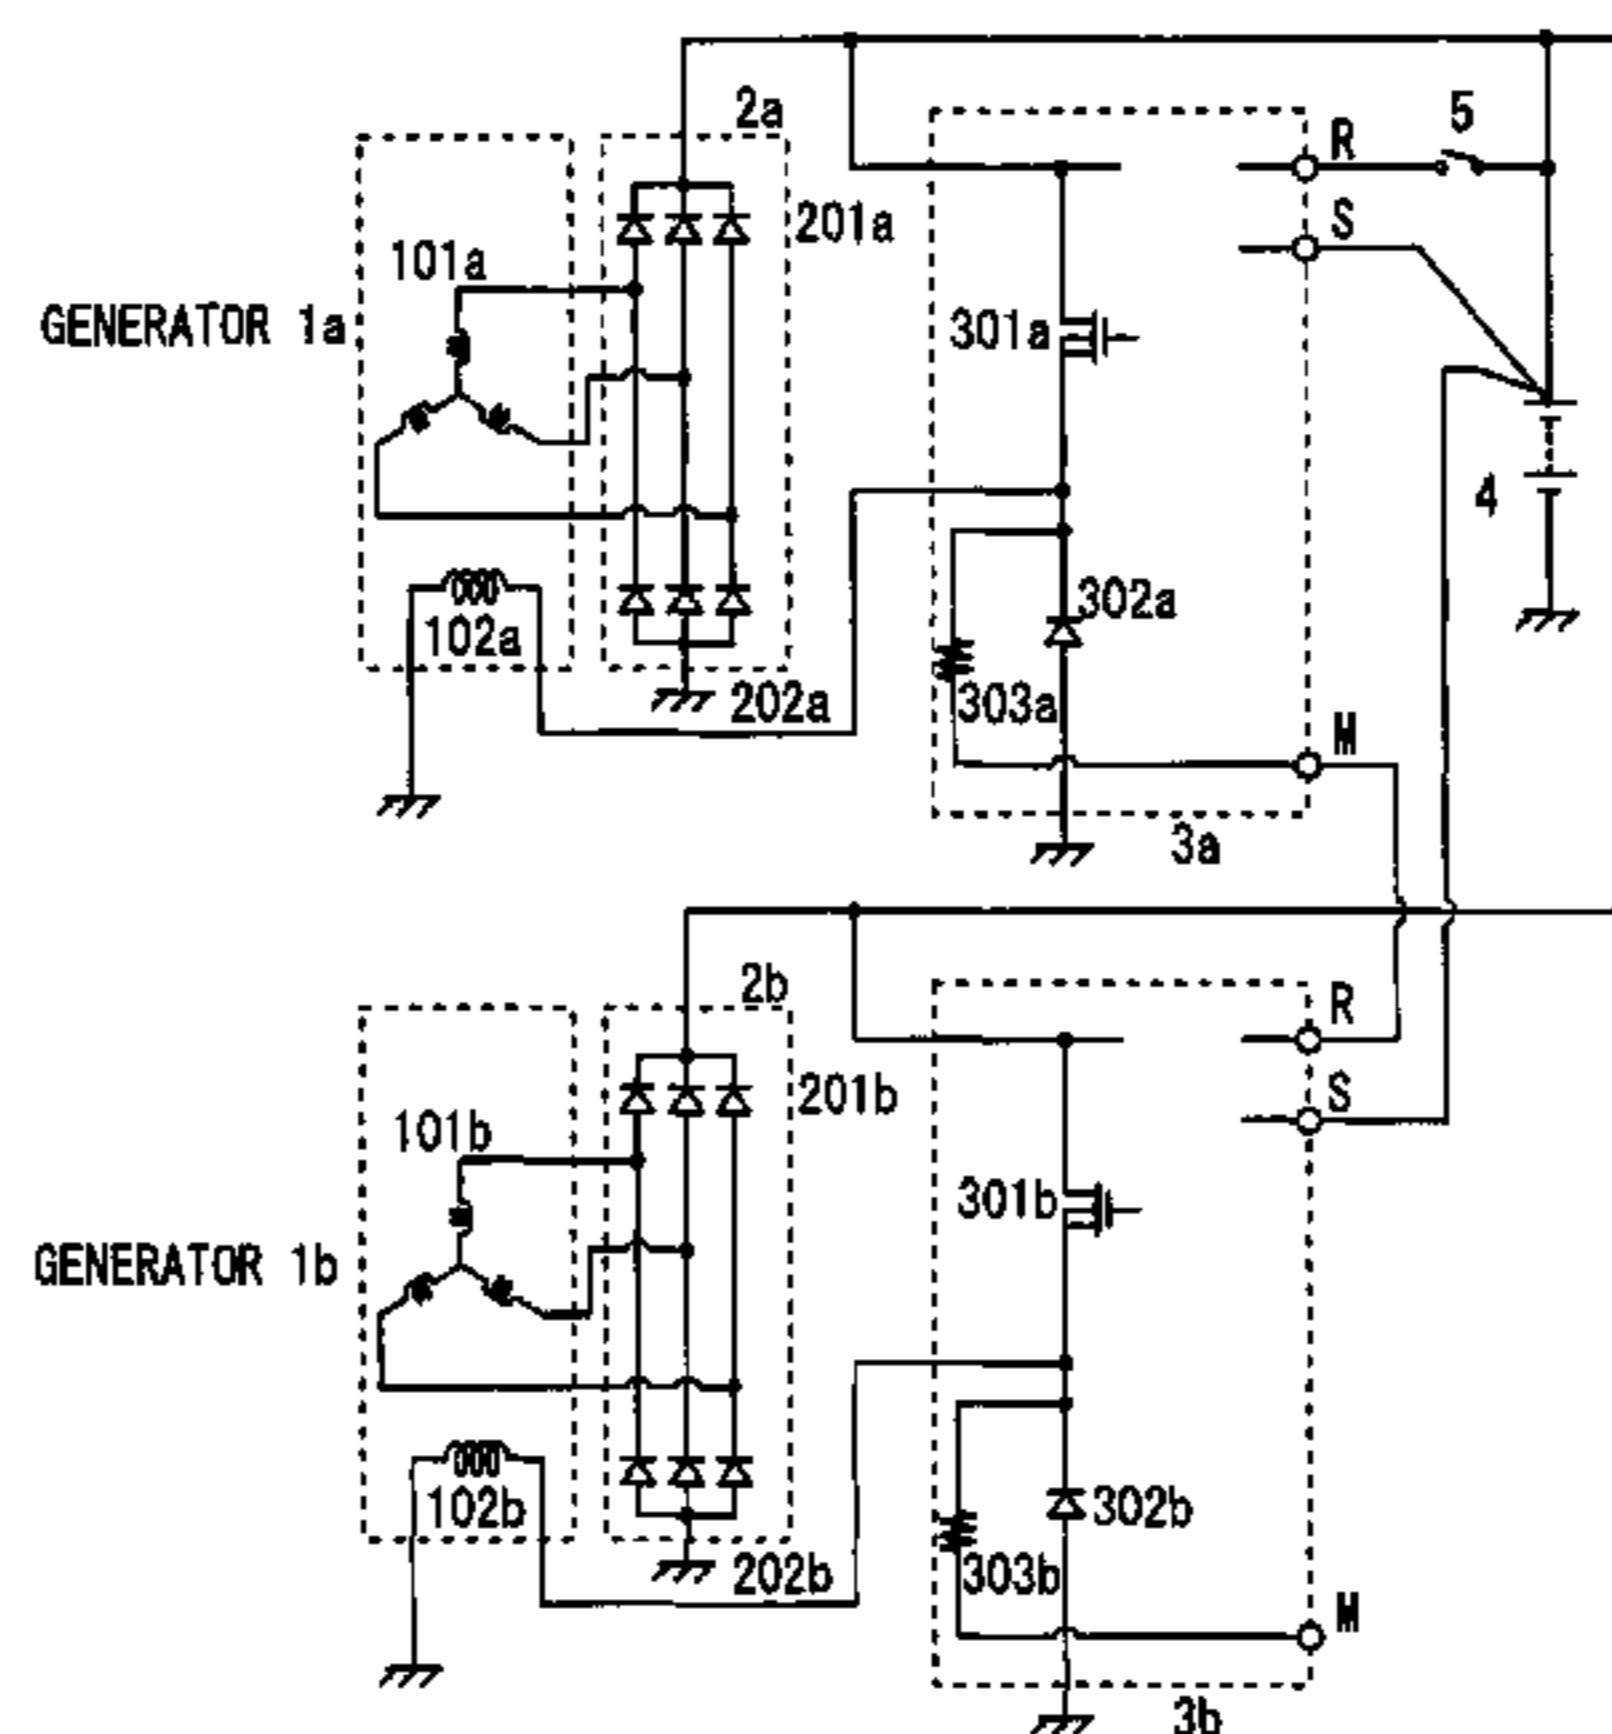 2a
5
R
S
201a
101a
GENERATOR 1a
301a
4
302a
102a
303a
202a
M
3a
2b
R
S
201b
101b
301b
GENERATOR 1b
302b
102b
303b
202b
M
3b